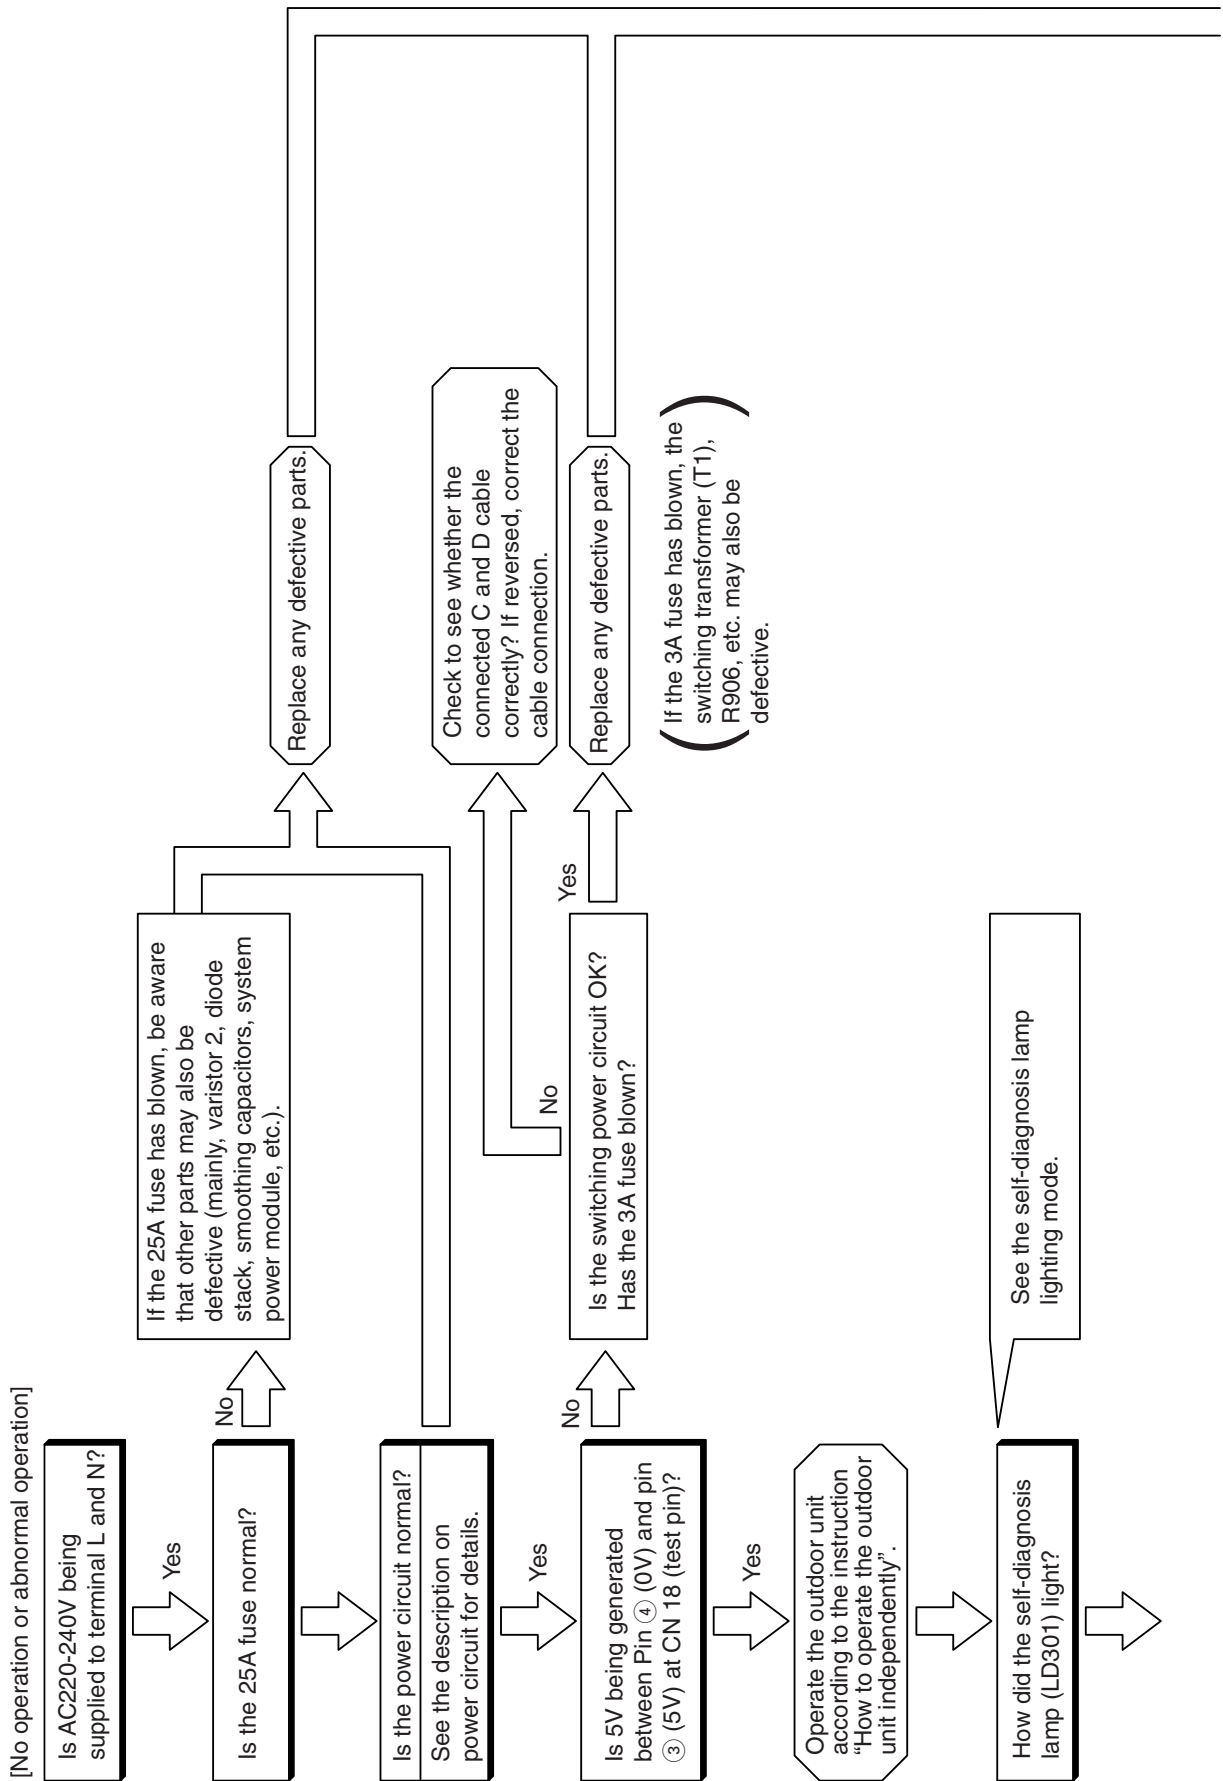 [No operation or abnormal operation]
Is AC220-240V being
supplied to terminal L and N?
Yes
Is the 25A fuse normal?
No
If the 25A fuse has blown, be aware
that other parts may also be
defective (mainly, varistor 2, diode
stack, smoothing capacitors, system
power module, etc.).
Replace any defective parts.
Is the power circuit normal?
See the description on
power circuit for details.
Yes
Is 5V being generated
between Pin ④ (0V) and pin
③ (5V) at CN 18 (test pin)?
No
Is the switching power circuit OK?
Has the 3A fuse blown?
No
Check to see whether the
connected C and D cable
correctly? If reversed, correct the
cable connection.
Yes
Replace any defective parts.
If the 3A fuse has blown, the
switching transformer (T1),
R906, etc. may also be
defective.
Yes
Operate the outdoor unit
according to the instruction
“How to operate the outdoor
unit independently”.
How did the self-diagnosis
lamp (LD301) light?
See the self-diagnosis lamp
lighting mode.